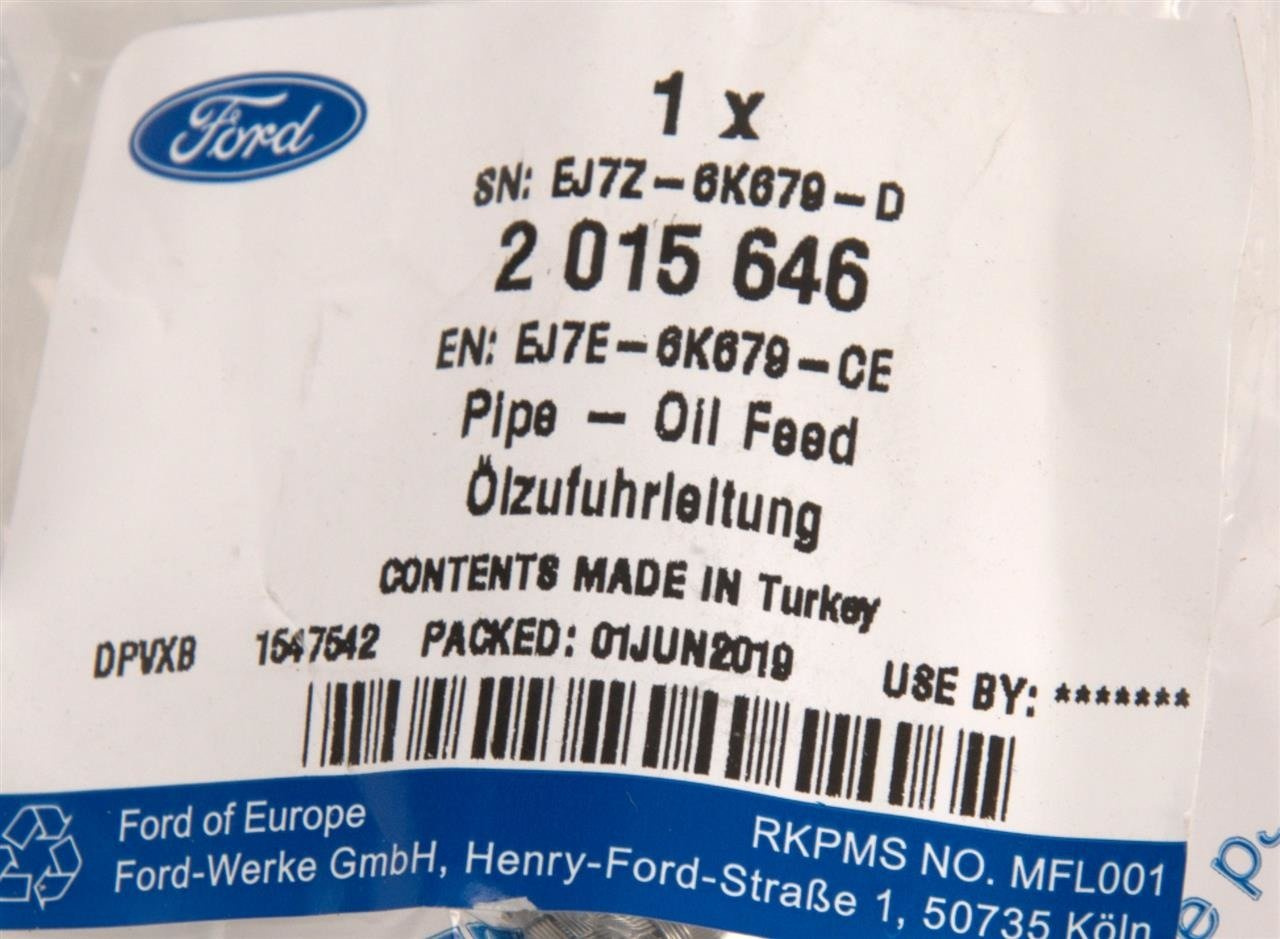 Ford
1 x
SN: EJ7Z-6K679-D
2 015 646
EN: EJ7E-6K679-CE
Pipe - Oil Feed
Ölzufuhrleitung
CONTENTS MADE IN Turkey
DPVXB 1547542 PACKED: 01JUN2019 USE BY: *******
Ford of Europe RKPMS NO. MFL001
Ford-Werke GmbH, Henry-Ford-Straße 1, 50735 Köln